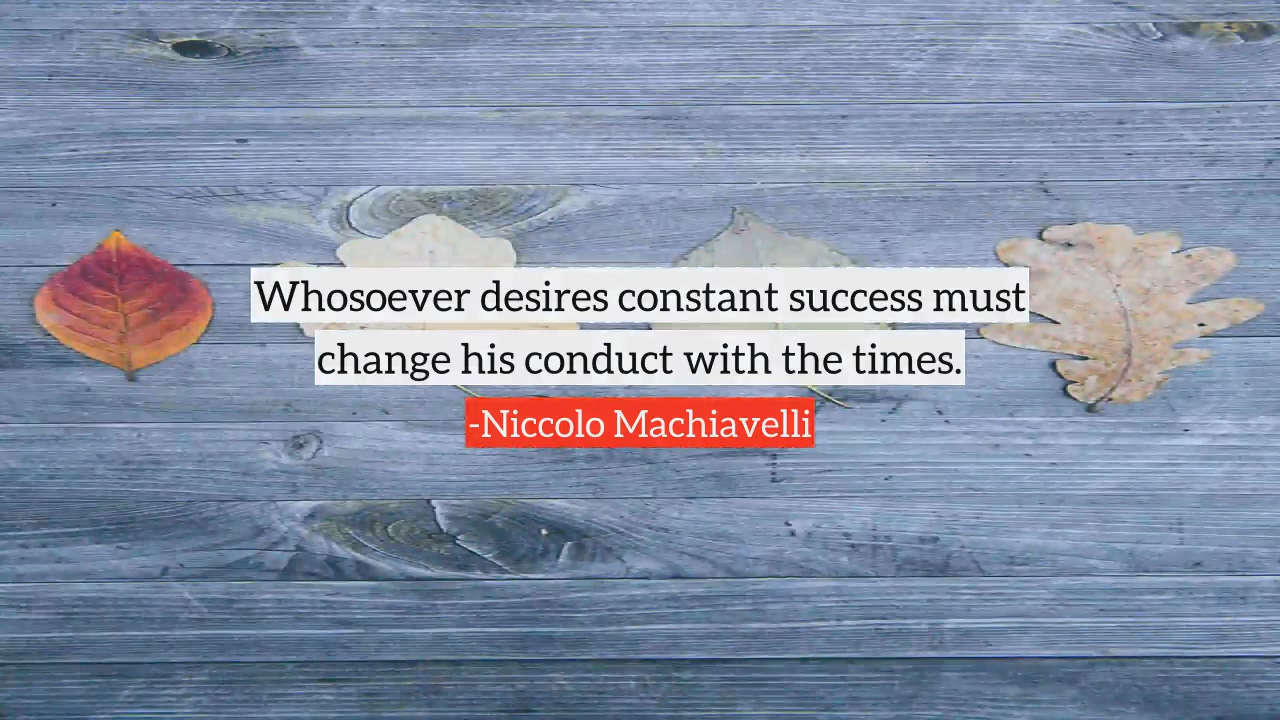 Whosoever desires constant success must
change his conduct with the times.
-Niccolo Machiavelli